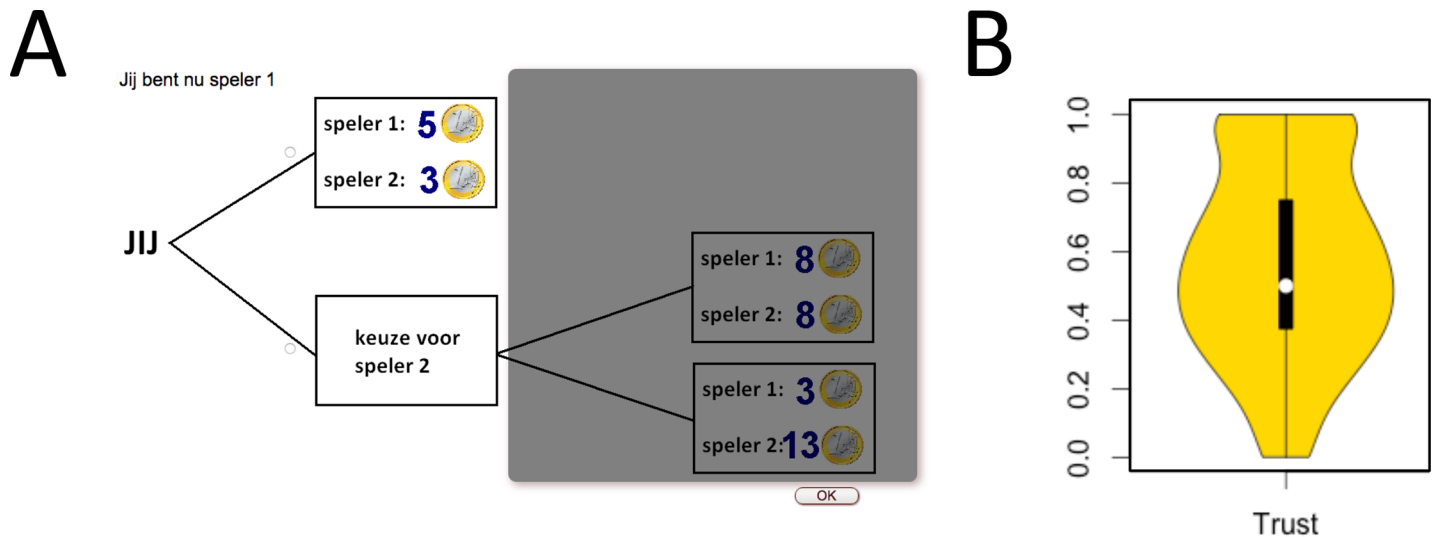 A
Jij bent nu speler 1
speler 1: 5
speler 2: 3
JIJ
keuze voor
speler 2
speler 1: 8
speler 2: 8
speler 1: 3
speler 2:13
OK
B
1.0
0.8
0.6
0.4
0.2
0.0
Trust